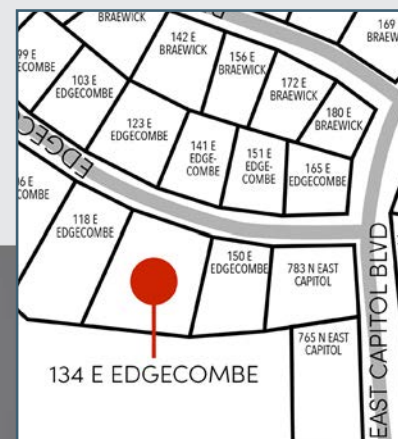 BRAEWICK
142 E
BRAEWICK
169
BRAEW
156 E
BRAEWICK
99 E
ECOMBE
103 E
EDGECOMBE
172 E
BRAEWICK
180 E
BRAEWICK
123 E
EDGECOMBE
141 E
EDGE-
COMBE
151 E
EDGE-
COMBE
165 E
EDGECOMBE
EDGEC
06 E
COMBE
118 E
EDGECOMBE
150 E
EDGECOMBE
783 N EAST
CAPITOL
765 N EAST
CAPITOL
EAST CAPITOL BLVD
134 E EDGECOMBE